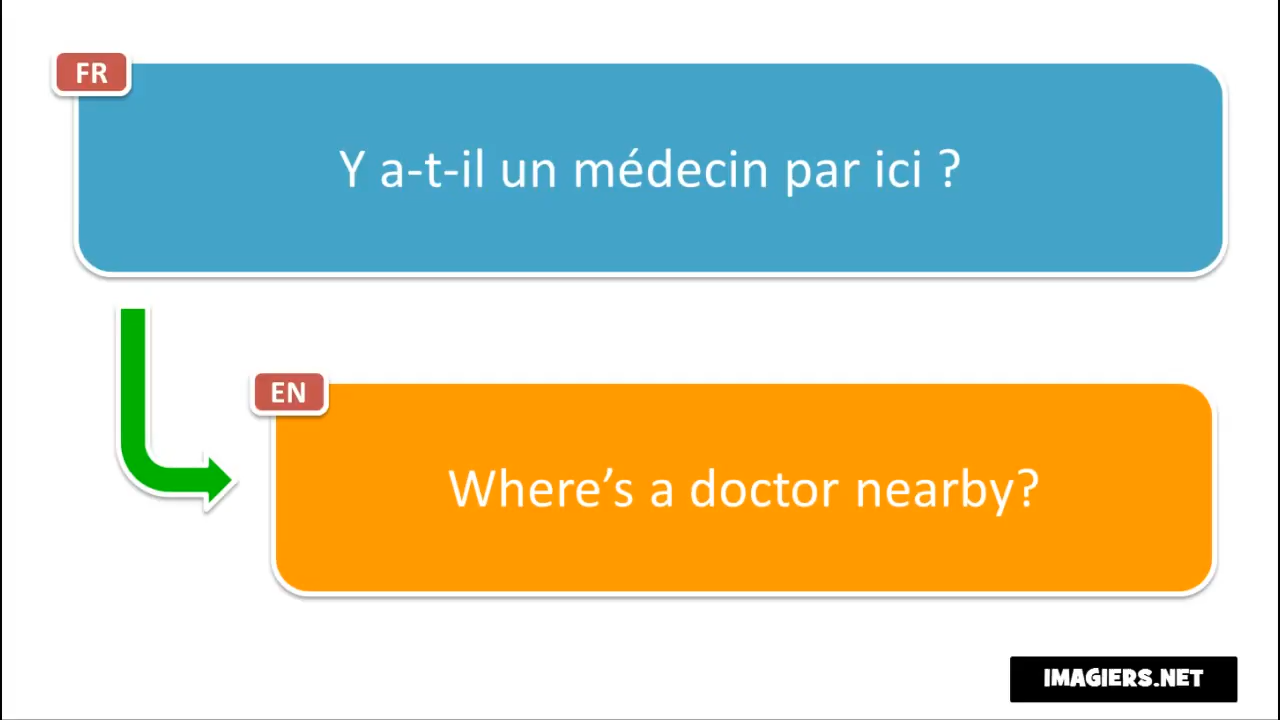 FR
Y a-t-il un médecin par ici ?
EN
Where’s a doctor nearby?
IMAGIERS.NET